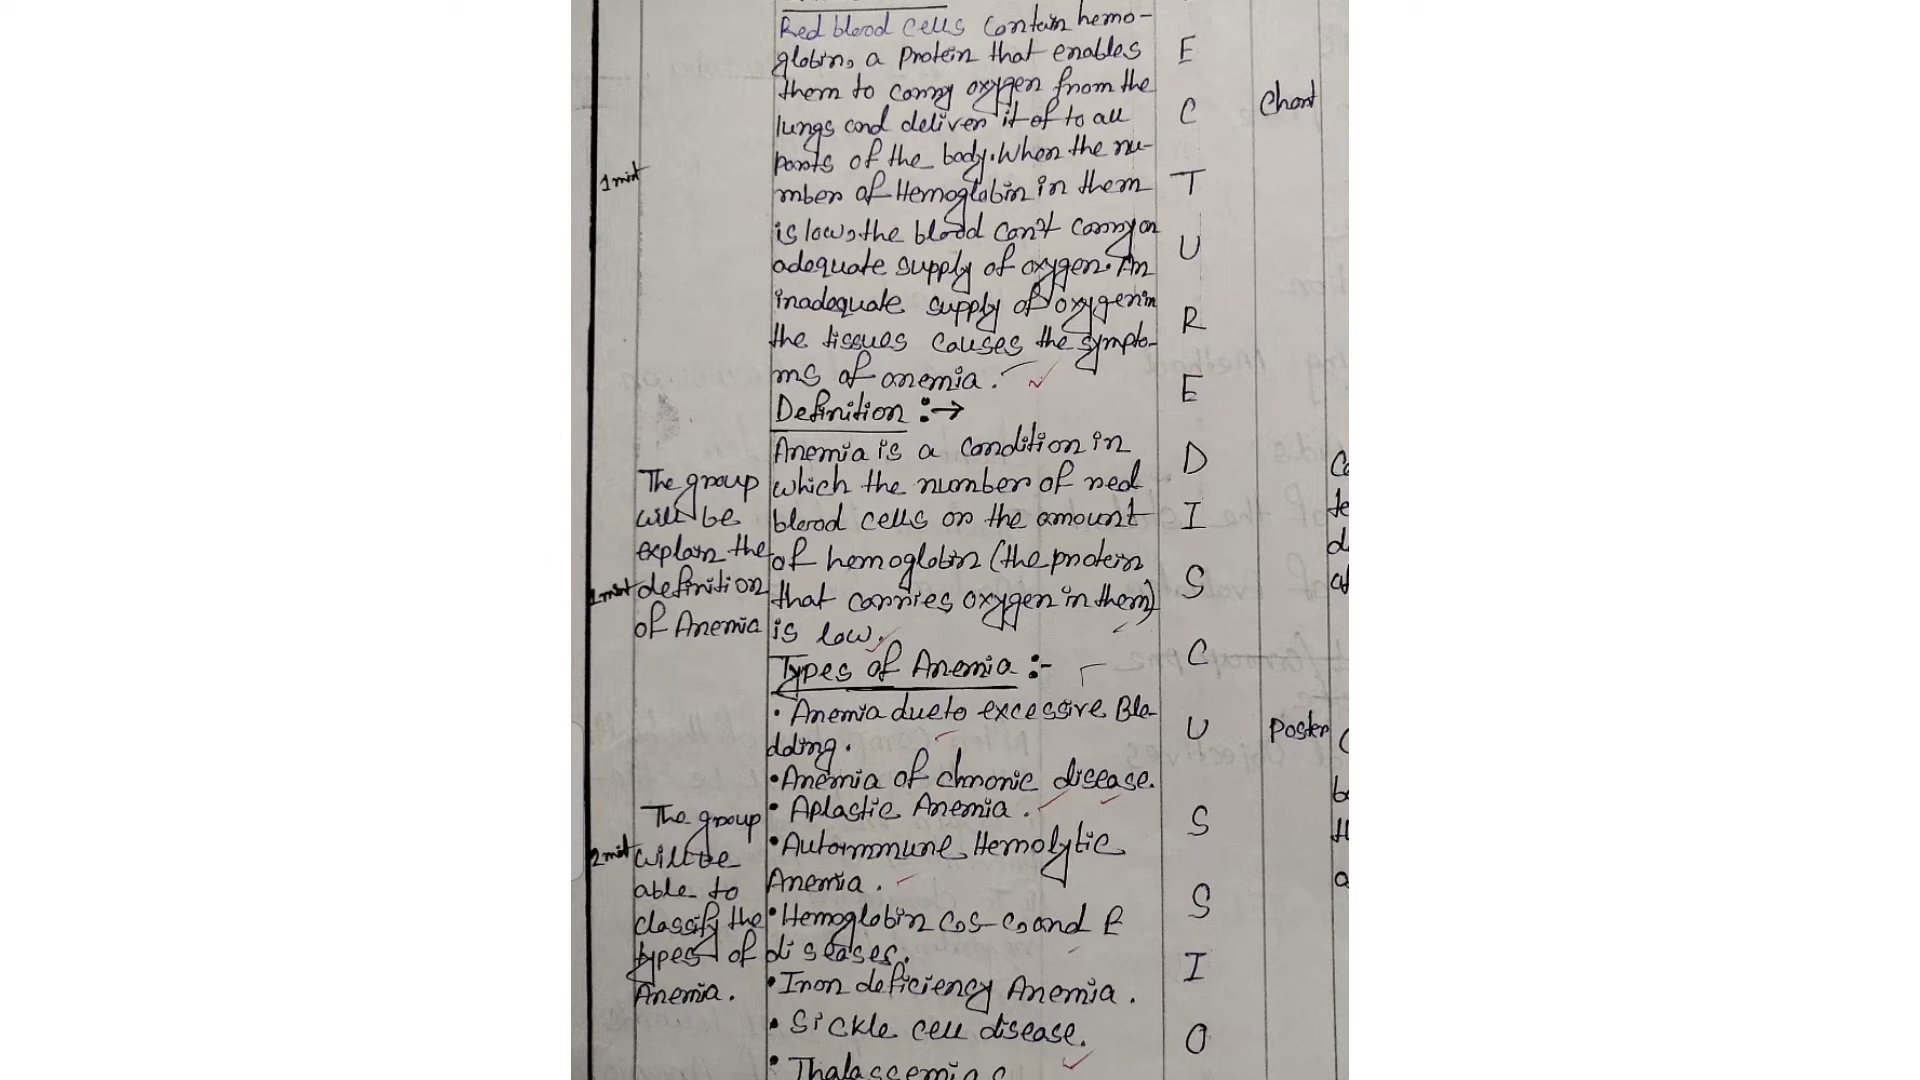 Red blood cells contain hemo-
globin, a protein that enables
them to carry oxygen from the
lungs and deliver it of to all
parts of the body. When the nu-
mber of Hemoglobin in them
is low, the blood can't carry an
adequate supply of oxygen. An
inadequate supply of oxygen in
the tissues causes the sympto-
ms of anemia.
Definition :→
Anemia is a condition in
which the number of red
blood cells or the amount
of hemoglobin (the protein
that carries oxygen in them)
is low.
Types of Anemia :-
• Anemia due to excessive Ble-
dding.
• Anemia of chronic disease.
• Aplastic Anemia.
• Autommune Hemolytic
Anemia.
• Hemoglobin and E
diseases.
• Iron deficiency Anemia.
• Sickle cell disease.
• Thalassemia
1 mint
The group
will be
explain the
1 mint definition
of Anemia
The group
2 mint will be
able to
classify the
types of
Anemia.
E
C
T
U
R
E
D
I
S
C
U
S
S
I
O
Chart
Poster